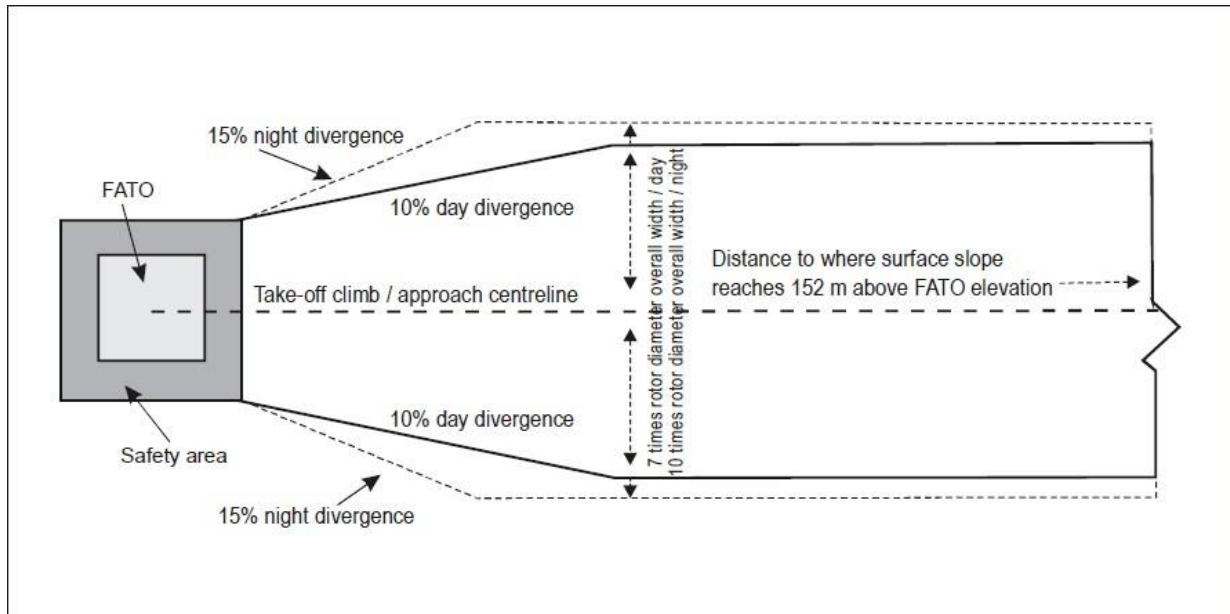 15% night divergence
FATO
10% day divergence
7 times rotor diameter overall width / day
10 times rotor diameter overall width / night
Distance to where surface slope
reaches 152 m above FATO elevation
Take-off climb / approach centreline
10% day divergence
Safety area
15% night divergence